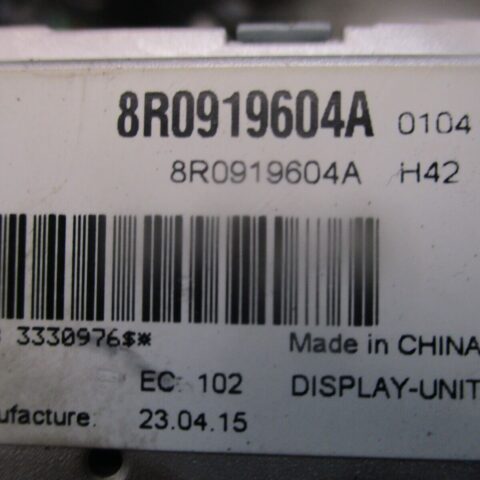 8R0919604A 0104
8R0919604A H42
3330976$*
Made in CHINA
EC: 102 DISPLAY-UNIT
ufacture: 23.04.15